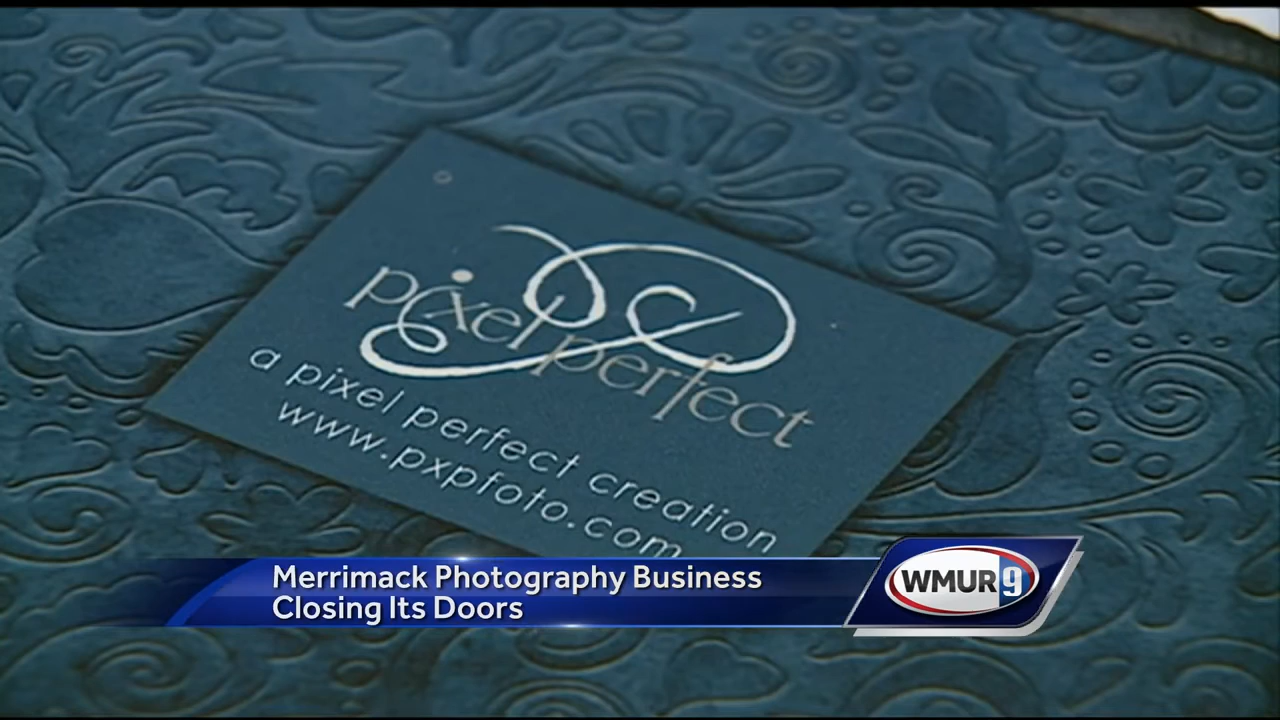 pixel perfect
a pixel perfect creation
www.pxpfoto.com
Merrimack Photography Business
Closing Its Doors
WMUR 9